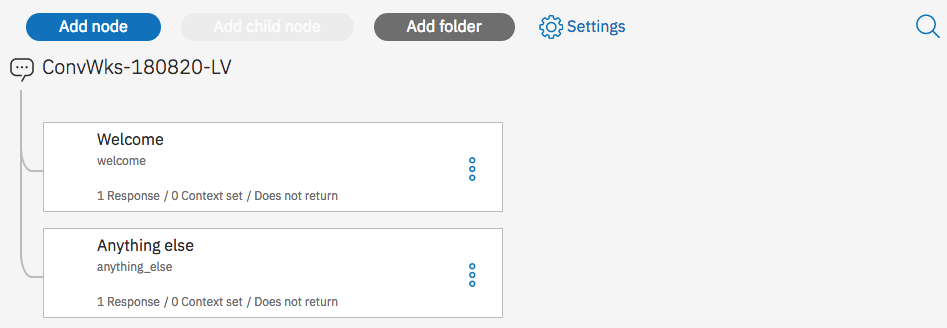 Add node Add child node Add folder Settings
ConvWks-180820-LV
Welcome
welcome
1 Response / 0 Context set / Does not return
Anything else
anything_else
1 Response / 0 Context set / Does not return